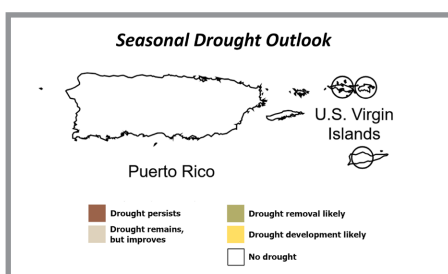 Seasonal Drought Outlook
U.S. Virgin
Islands
Puerto Rico
Drought persists
Drought remains,
but improves
Drought removal likely
Drought development likely
No drought